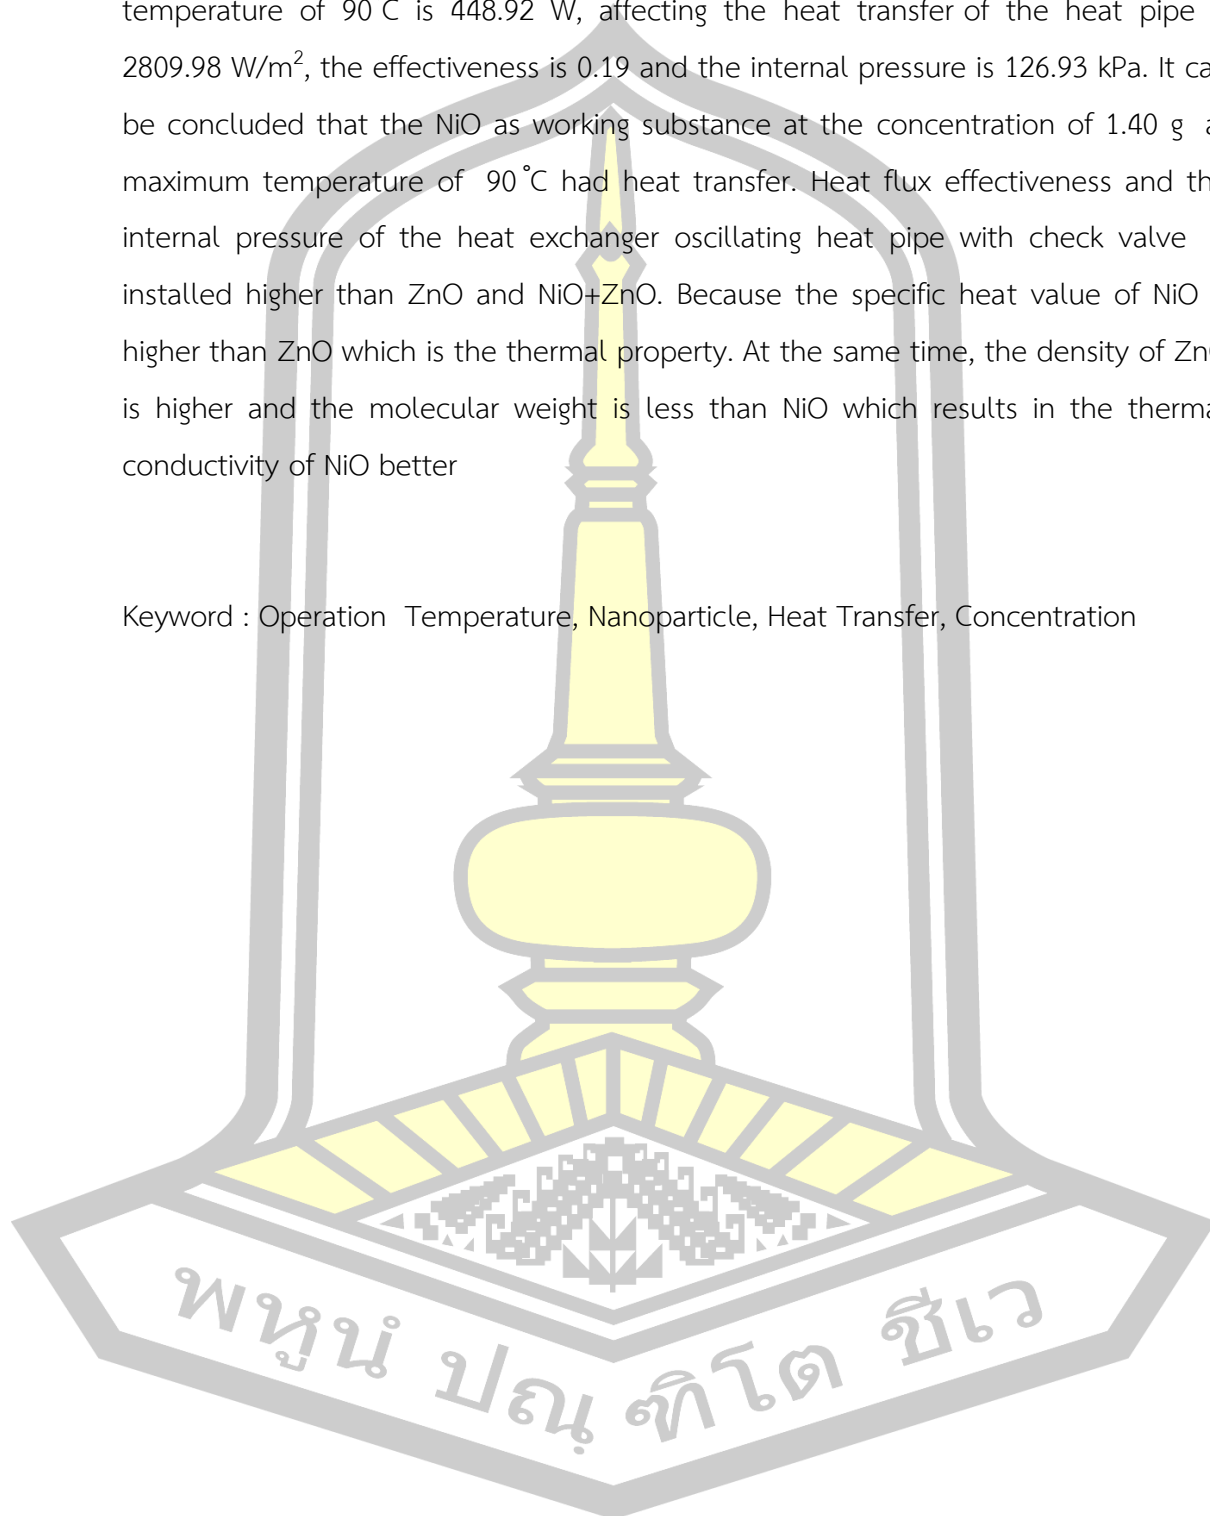 temperature of 90 C is 448.92 W, affecting the heat transfer of the heat pipe
2809.98 W/m², the effectiveness is 0.19 and the internal pressure is 126.93 kPa. It ca
be concluded that the NiO as working substance at the concentration of 1.40 g a
maximum temperature of 90 ˚C had heat transfer. Heat flux effectiveness and th
internal pressure of the heat exchanger oscillating heat pipe with check valve
installed higher than ZnO and NiO+ZnO. Because the specific heat value of NiO
higher than ZnO which is the thermal property. At the same time, the density of Zn
is higher and the molecular weight is less than NiO which results in the therma
conductivity of NiO better
Keyword : Operation Temperature, Nanoparticle, Heat Transfer, Concentration
พหูนํ ปณฺ ฑิโต ชีเว